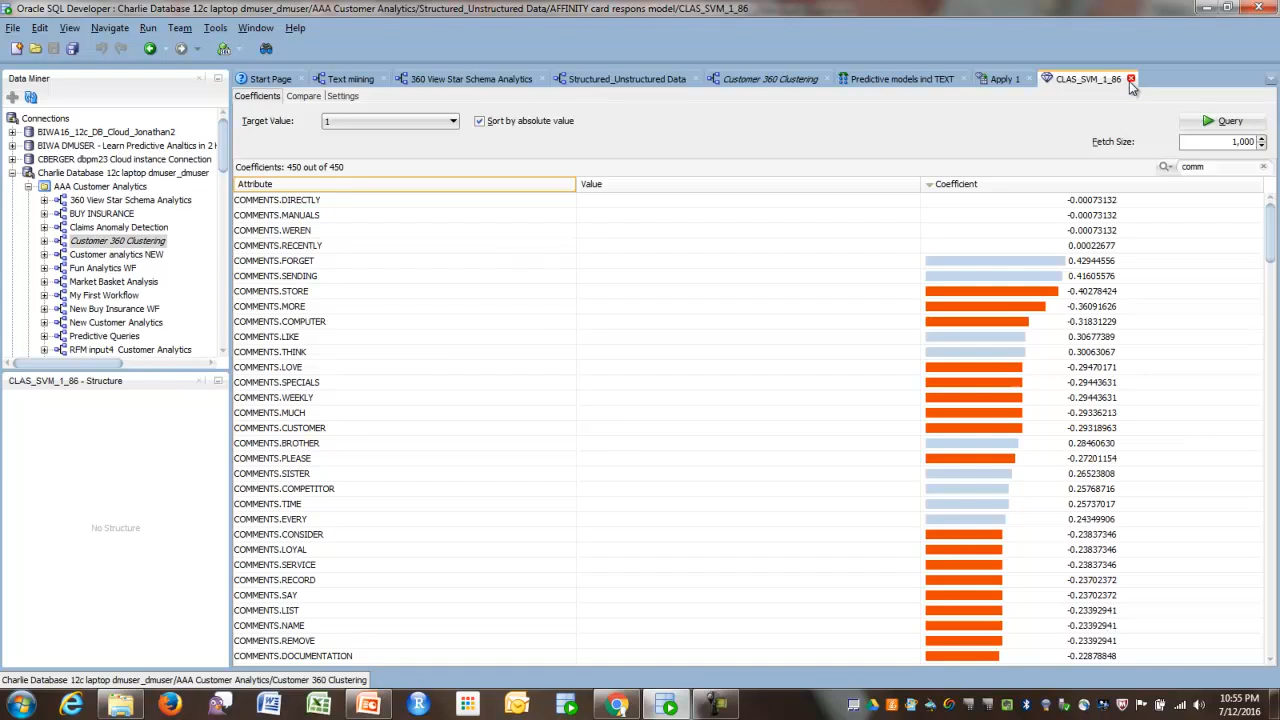 Oracle SQL Developer : Charlie Database 12c laptop dmuser_dmuser/AAA Customer Analytics/Structured_Unstructured Data/AFFINITY card respons model/CLAS_SVM_1_86
File Edit View Navigate Run Team Tools Window Help
Data Miner
Start Page Text mining 360 View Star Schema Analytics Structured_Unstructured Data Customer 360 Clustering Predictive models incl TEXT Apply 1 CLAS_SVM_1_86
Coefficients Compare Settings
Target Value: 1 Sort by absolute value Query
Fetch Size: 1,000
Coefficients: 450 out of 450 comm
Connections
BIWA16_12c_DB_Cloud_Jonathan2
BIWA DMUSER - Learn Predictive Analtics in 2 H
CBERGER dbpm23 Cloud instance Connection
Charlie Database 12c laptop dmuser_dmuser
AAA Customer Analytics
360 View Star Schema Analytics
BUY INSURANCE
Claims Anomaly Detection
Customer 360 Clustering
Customer analytics NEW
Fun Analytics WF
Market Basket Analysis
My First Workflow
New Buy Insurance WF
New Customer Analytics
Predictive Queries
RFM input4 Customer Analytics
CLAS_SVM_1_86 - Structure
No Structure
Attribute Value Coefficient
COMMENTS.DIRECTLY -0.00073132
COMMENTS.MANUALS -0.00073132
COMMENTS.WEREN -0.00073132
COMMENTS.RECENTLY 0.00022677
COMMENTS.FORGET 0.42944556
COMMENTS.SENDING 0.41605576
COMMENTS.STORE -0.40278424
COMMENTS.MORE -0.36091626
COMMENTS.COMPUTER -0.31831229
COMMENTS.LIKE 0.30677389
COMMENTS.THINK 0.30063067
COMMENTS.LOVE -0.29470171
COMMENTS.SPECIALS -0.29443631
COMMENTS.WEEKLY -0.29443631
COMMENTS.MUCH -0.29336213
COMMENTS.CUSTOMER -0.29318963
COMMENTS.BROTHER 0.28460630
COMMENTS.PLEASE -0.27201154
COMMENTS.SISTER 0.26523808
COMMENTS.COMPETITOR 0.25768716
COMMENTS.TIME 0.25737017
COMMENTS.EVERY 0.24349906
COMMENTS.CONSIDER -0.23837346
COMMENTS.LOYAL -0.23837346
COMMENTS.SERVICE -0.23837346
COMMENTS.RECORD -0.23702372
COMMENTS.SAY -0.23702372
COMMENTS.LIST -0.23392941
COMMENTS.NAME -0.23392941
COMMENTS.REMOVE -0.23392941
COMMENTS.DOCUMENTATION -0.22878848
Charlie Database 12c laptop dmuser_dmuser/AAA Customer Analytics/Customer 360 Clustering
10:55 PM
7/12/2016